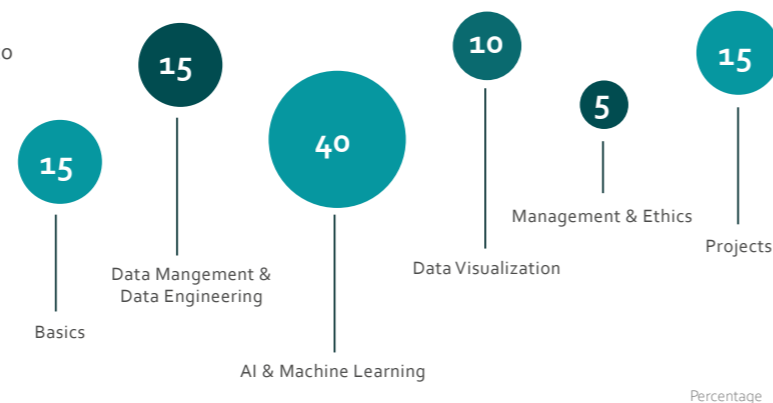 o
15
Basics
15
Data Mangement &
Data Engineering
40
AI & Machine Learning
10
Data Visualization
5
Management & Ethics
15
Projects
Percentage